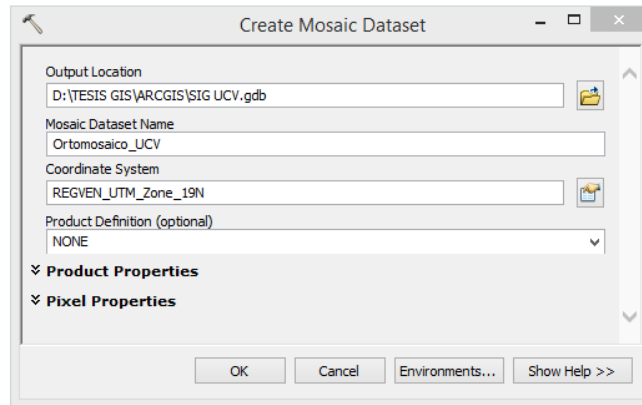 Create Mosaic Dataset
Output Location
D:\TESIS GIS\ARCGIS\SIG UCV.gdb
Mosaic Dataset Name
Ortomosaico_UCV
Coordinate System
REGVEN_UTM_Zone_19N
Product Definition (optional)
NONE
Product Properties
Pixel Properties
OK Cancel Environments... Show Help >>